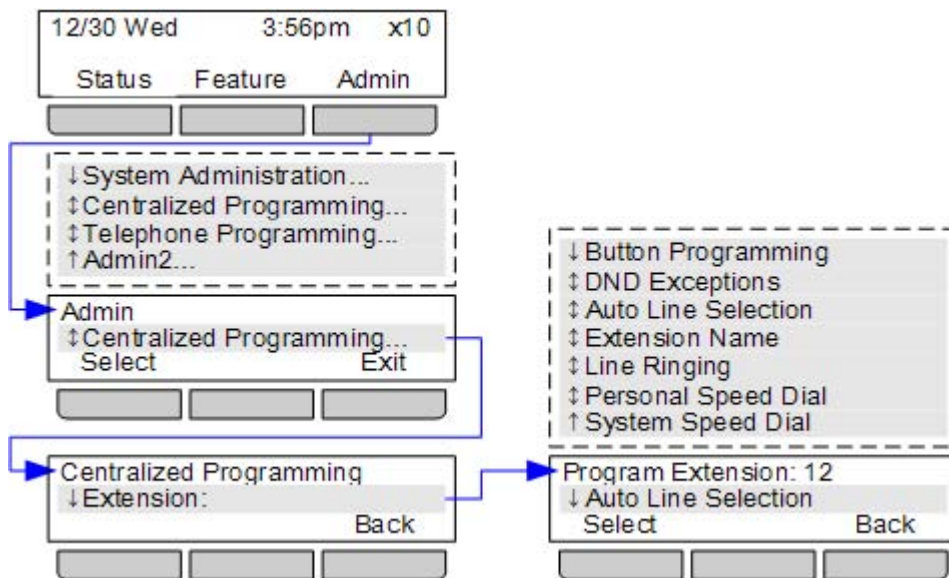 12/30 Wed 3:56pm x10
Status Feature Admin
↓System Administration...
↕Centralized Programming...
↕Telephone Programming...
↑Admin2...
Admin
↕Centralized Programming...
Select Exit
Centralized Programming
↓Extension:
Back
↓Button Programming
↕DND Exceptions
↕Auto Line Selection
↕Extension Name
↕Line Ringing
↕Personal Speed Dial
↑System Speed Dial
Program Extension: 12
↓Auto Line Selection
Select Back